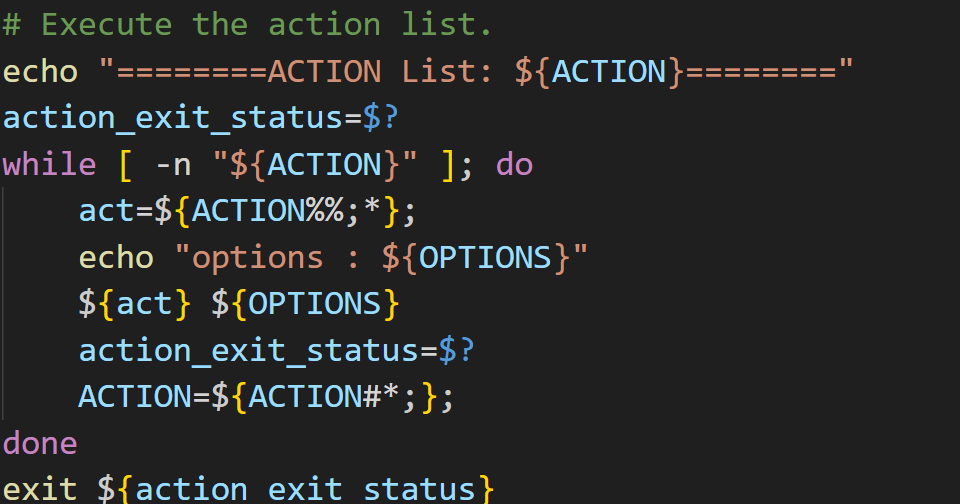 # Execute the action list.
echo "========ACTION List: ${ACTION}========"
action_exit_status=$?
while [ -n "${ACTION}" ]; do
    act=${ACTION%%;*};
    echo "options : ${OPTIONS}"
    ${act} ${OPTIONS}
    action_exit_status=$?
    ACTION=${ACTION#*;};
done
exit ${action_exit_status}